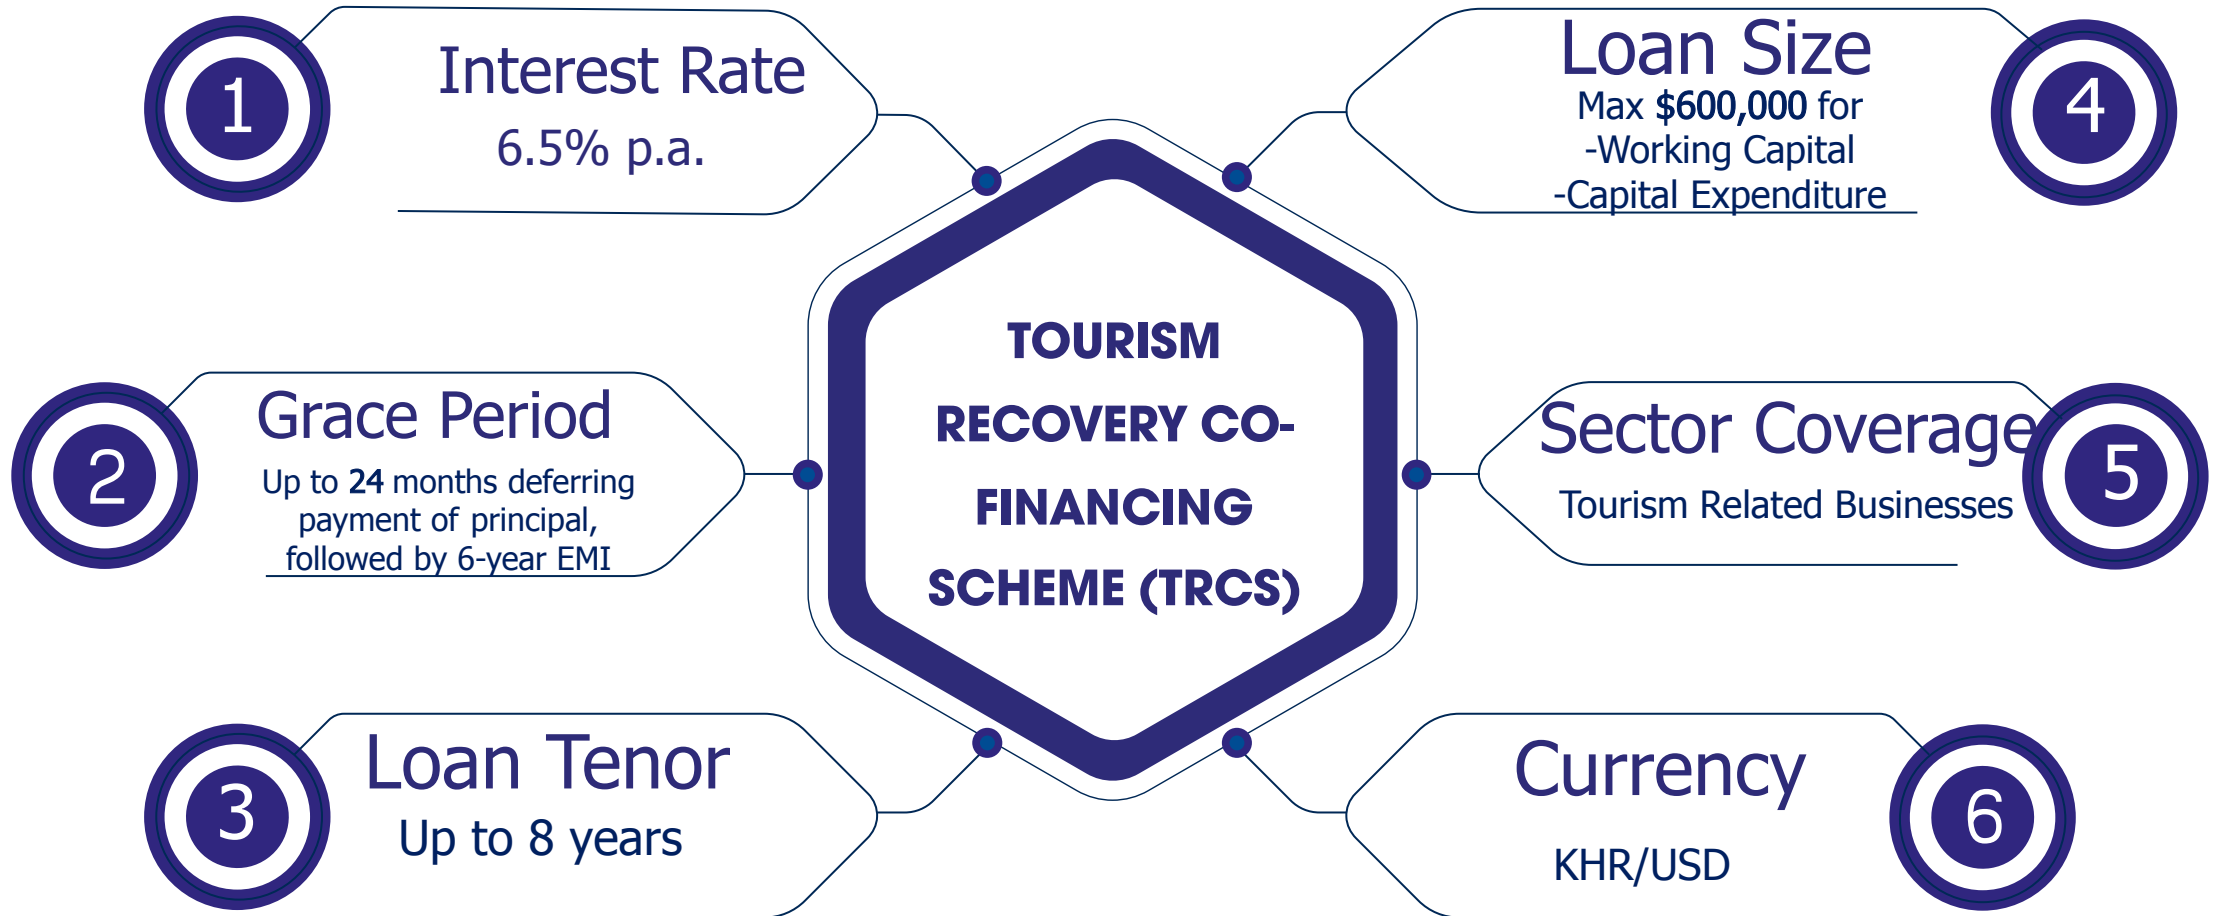 1
Interest Rate
6.5% p.a.
2
Grace Period
Up to 24 months deferring
payment of principal,
followed by 6-year EMI
3
Loan Tenor
Up to 8 years
TOURISM
RECOVERY CO-
FINANCING
SCHEME (TRCS)
4
Loan Size
Max $600,000 for
-Working Capital
-Capital Expenditure
5
Sector Coverage
Tourism Related Businesses
6
Currency
KHR/USD